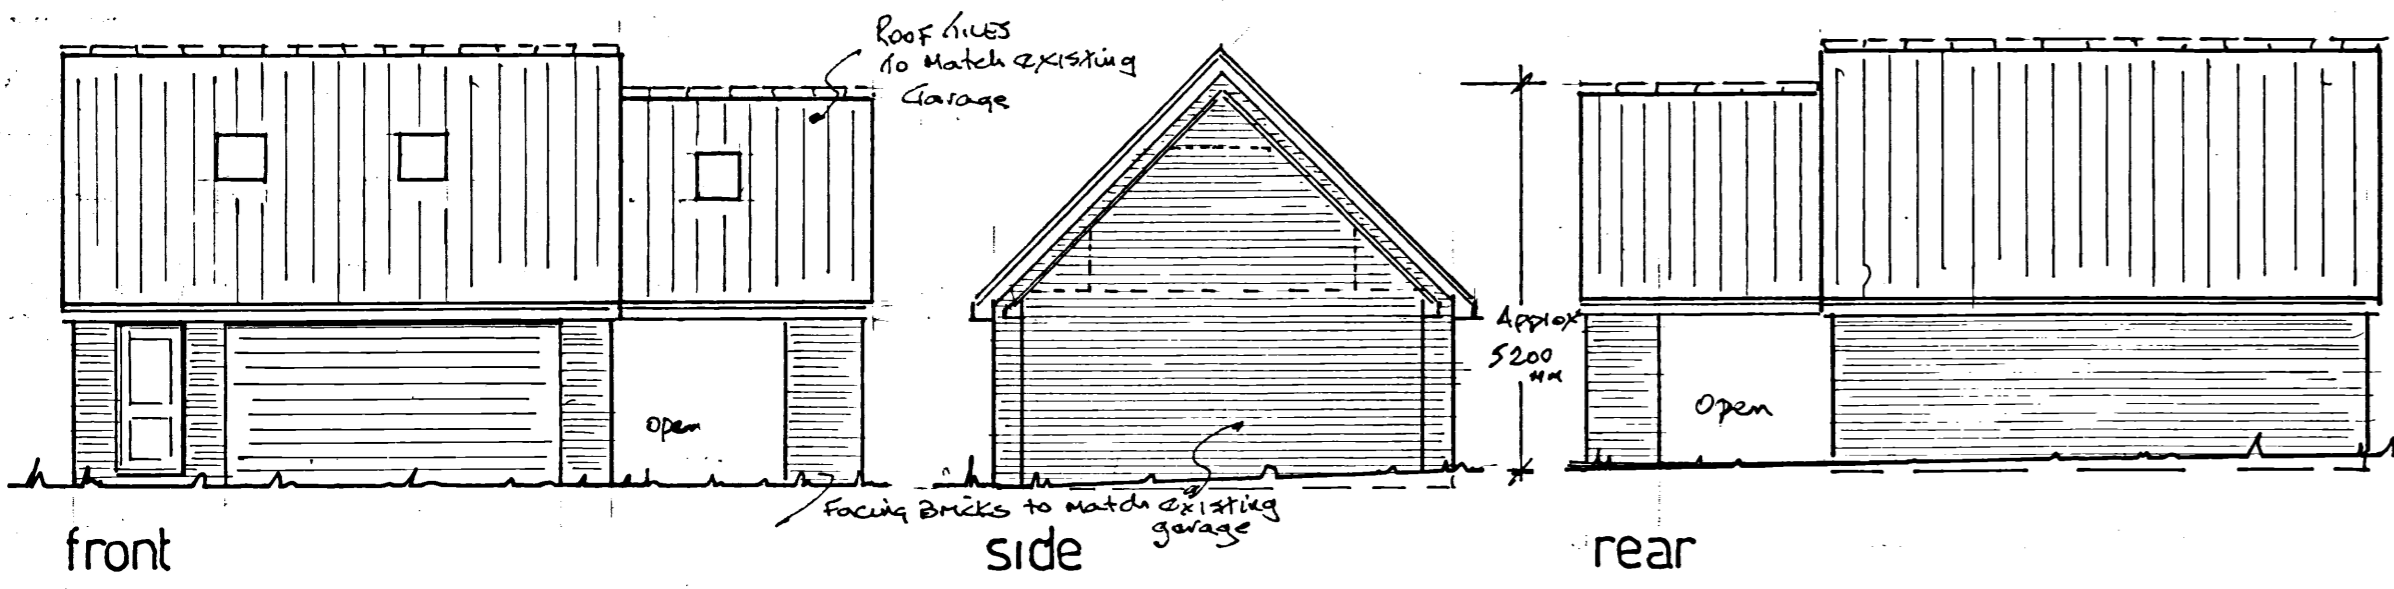 Roof Tiles
To Match existing
Garage
open
Approx
5200
mm
Open
Facing Bricks to match existing
garage
front
side
rear